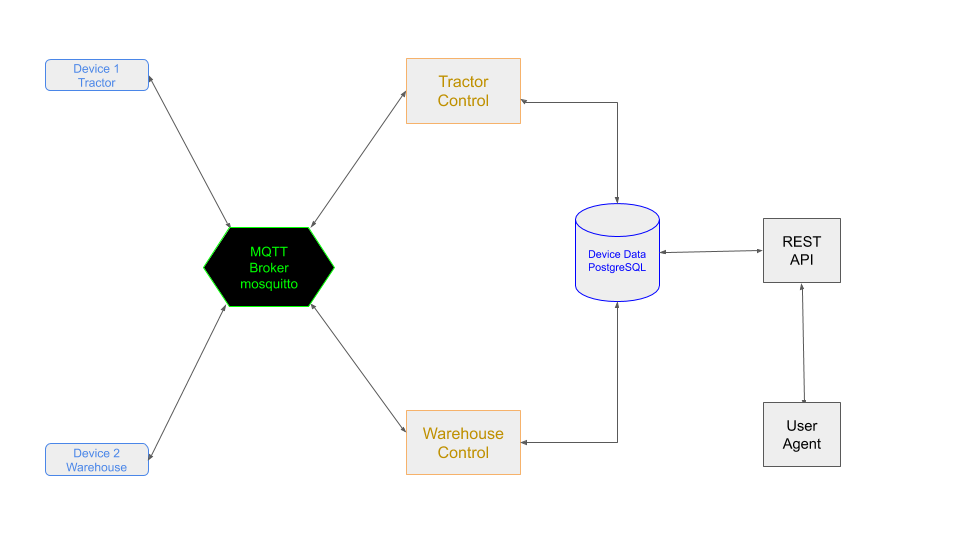 Device 1
Tractor
Tractor
Control
MQTT
Broker
mosquitto
Device Data
PostgreSQL
REST
API
Device 2
Warehouse
Warehouse
Control
User
Agent